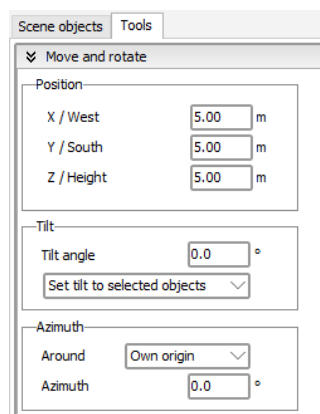 Scene objects Tools
Move and rotate
Position
X / West 5.00 m
Y / South 5.00 m
Z / Height 5.00 m
Tilt
Tilt angle 0.0 °
Set tilt to selected objects
Azimuth
Around Own origin
Azimuth 0.0 °